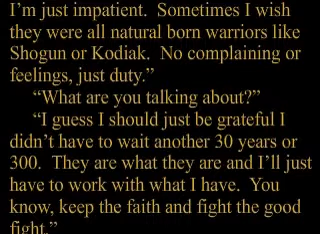 I’m just impatient.  Sometimes I wish
they were all natural born warriors like
Shogun or Kodiak.  No complaining or
feelings, just duty.”
“What are you talking about?”
“I guess I should just be grateful I
didn’t have to wait another 30 years or
300.  They are what they are and I’ll just
have to work with what I have.  You
know, keep the faith and fight the good
fight.”